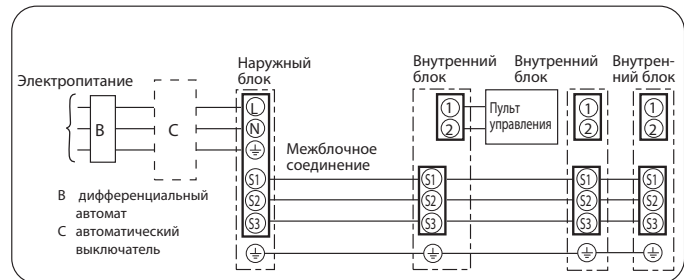 Электропитание
Наружный
блок
Внутренний
блок
Внутренний
блок
Внутрен-
ний блок
B
C
L
N
1
2
Пульт
управления
1
2
1
2
Межблочное
соединение
S1
S2
S3
S1
S2
S3
S1
S2
S3
S1
S2
S3
B дифференциальный
автомат
C автоматический
выключатель